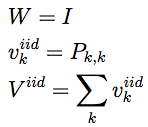 W = I
v_k^{iid} = P_{k,k}
V^{iid} = \sum_k v_k^{iid}